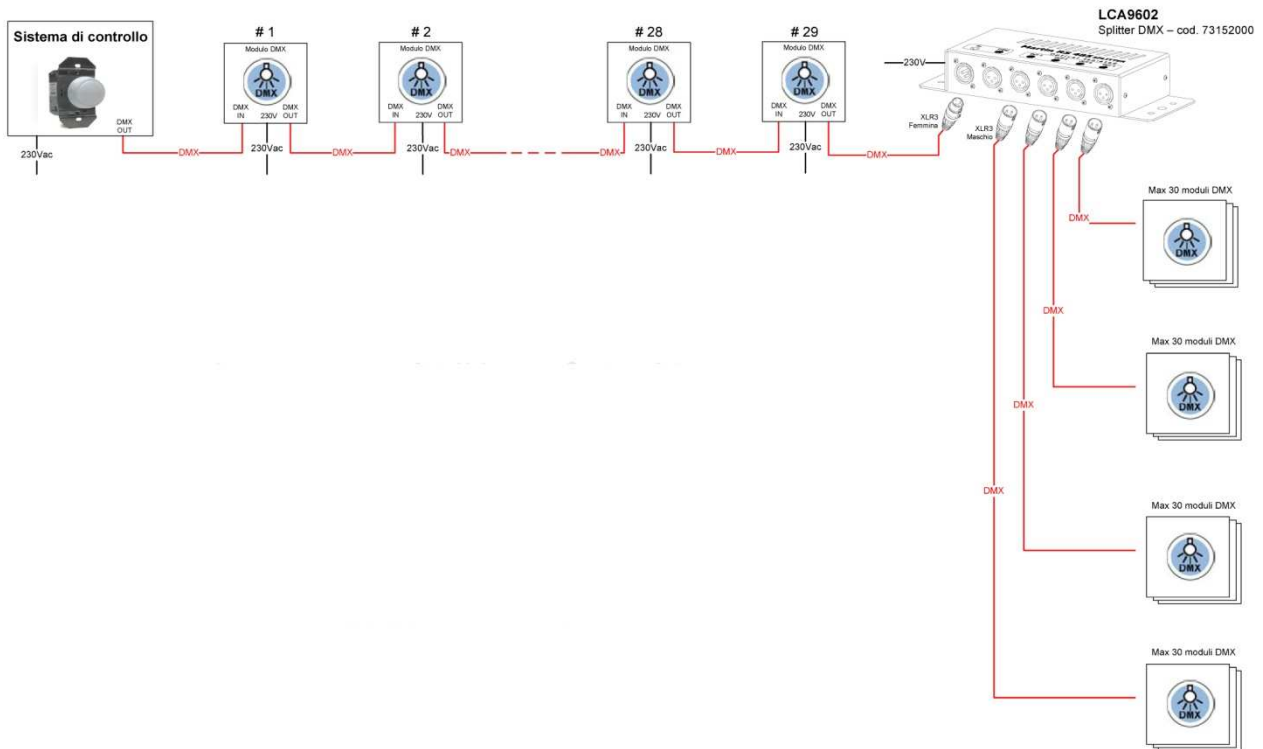 Sistema di controllo
DMX
OUT
230Vac
DMX
# 1
Modulo DMX
DMX
DMX
IN
230V
DMX
OUT
230Vac
DMX
# 2
Modulo DMX
DMX
DMX
IN
230V
DMX
OUT
230Vac
DMX
DMX
# 28
Modulo DMX
DMX
DMX
IN
230V
DMX
OUT
230Vac
DMX
# 29
Modulo DMX
DMX
DMX
IN
230V
DMX
OUT
230Vac
DMX
LCA9602
Splitter DMX – cod. 73152000
230V
XLR3
Femmina
XLR3
Maschio
DMX
Max 30 moduli DMX
DMX
DMX
Max 30 moduli DMX
DMX
DMX
Max 30 moduli DMX
DMX
DMX
Max 30 moduli DMX
DMX